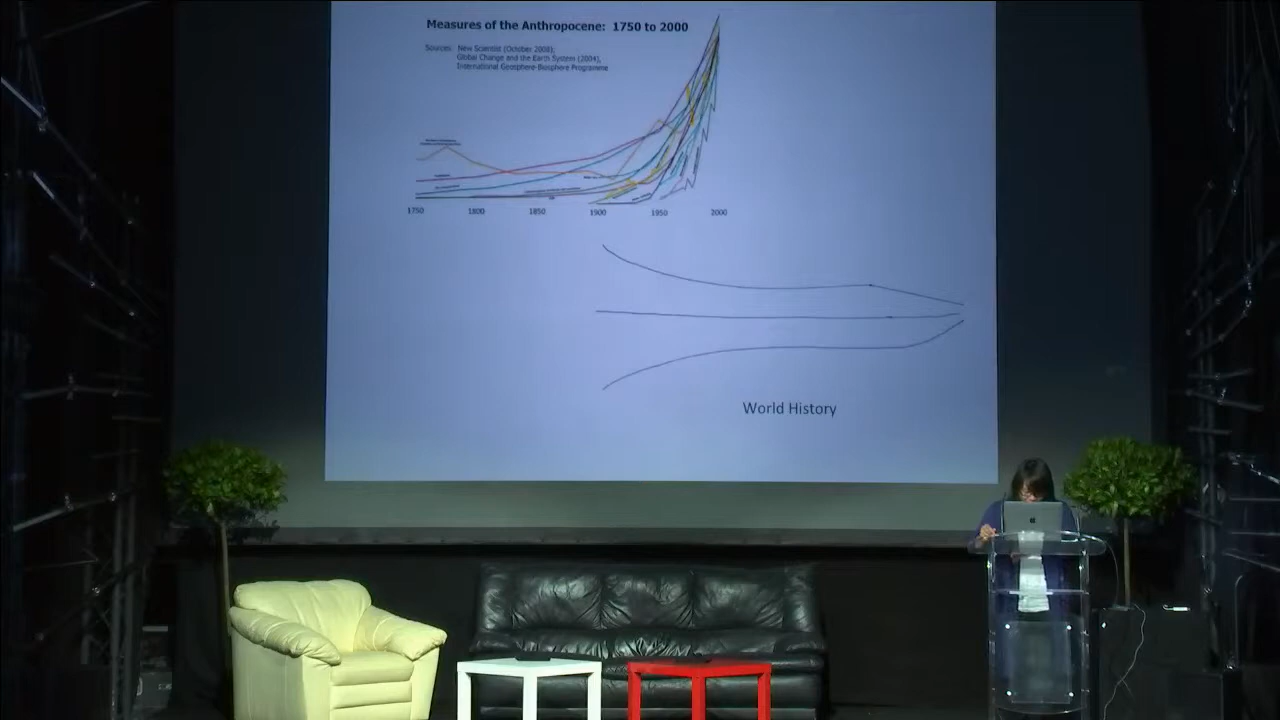 Measures of the Anthropocene: 1750 to 2000
Sources: New Scientist (October 2008);
Global Change and the Earth System (2004),
International Geosphere-Biosphere Programme
1750
1800
1850
1900
1950
2000
World History